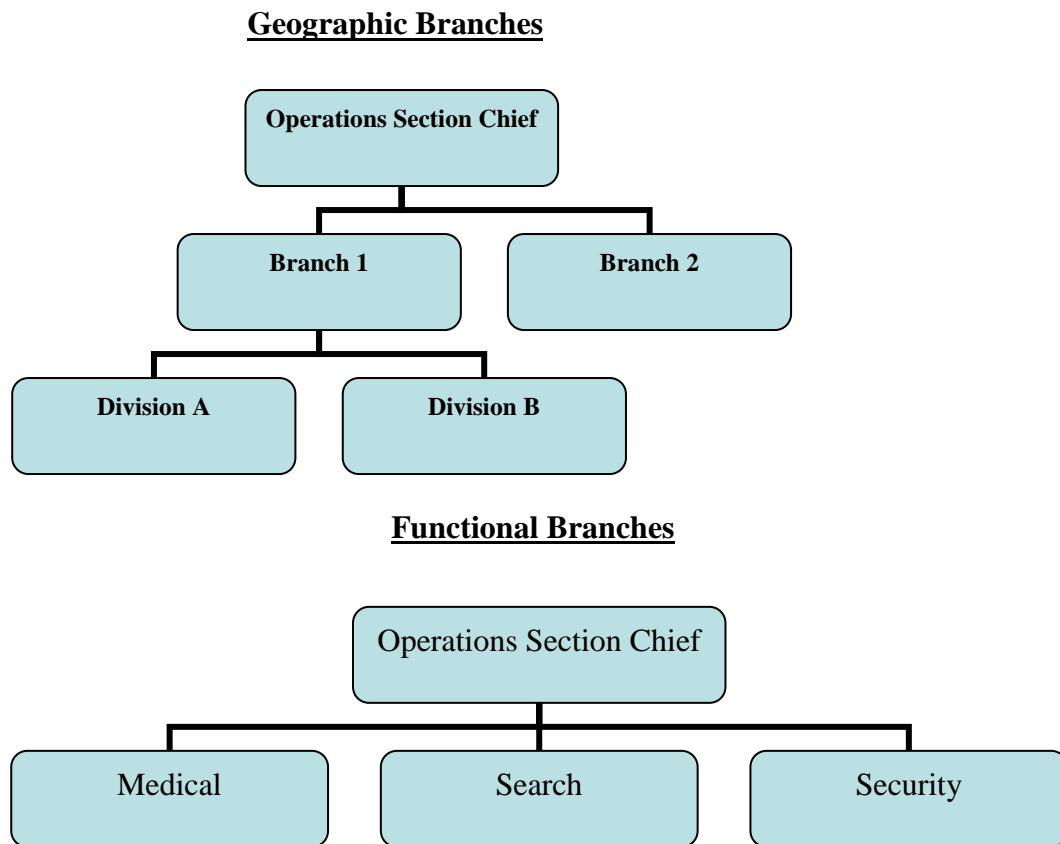 Geographic Branches
Operations Section Chief
Branch 1
Branch 2
Division A
Division B
Functional Branches
Operations Section Chief
Medical
Search
Security